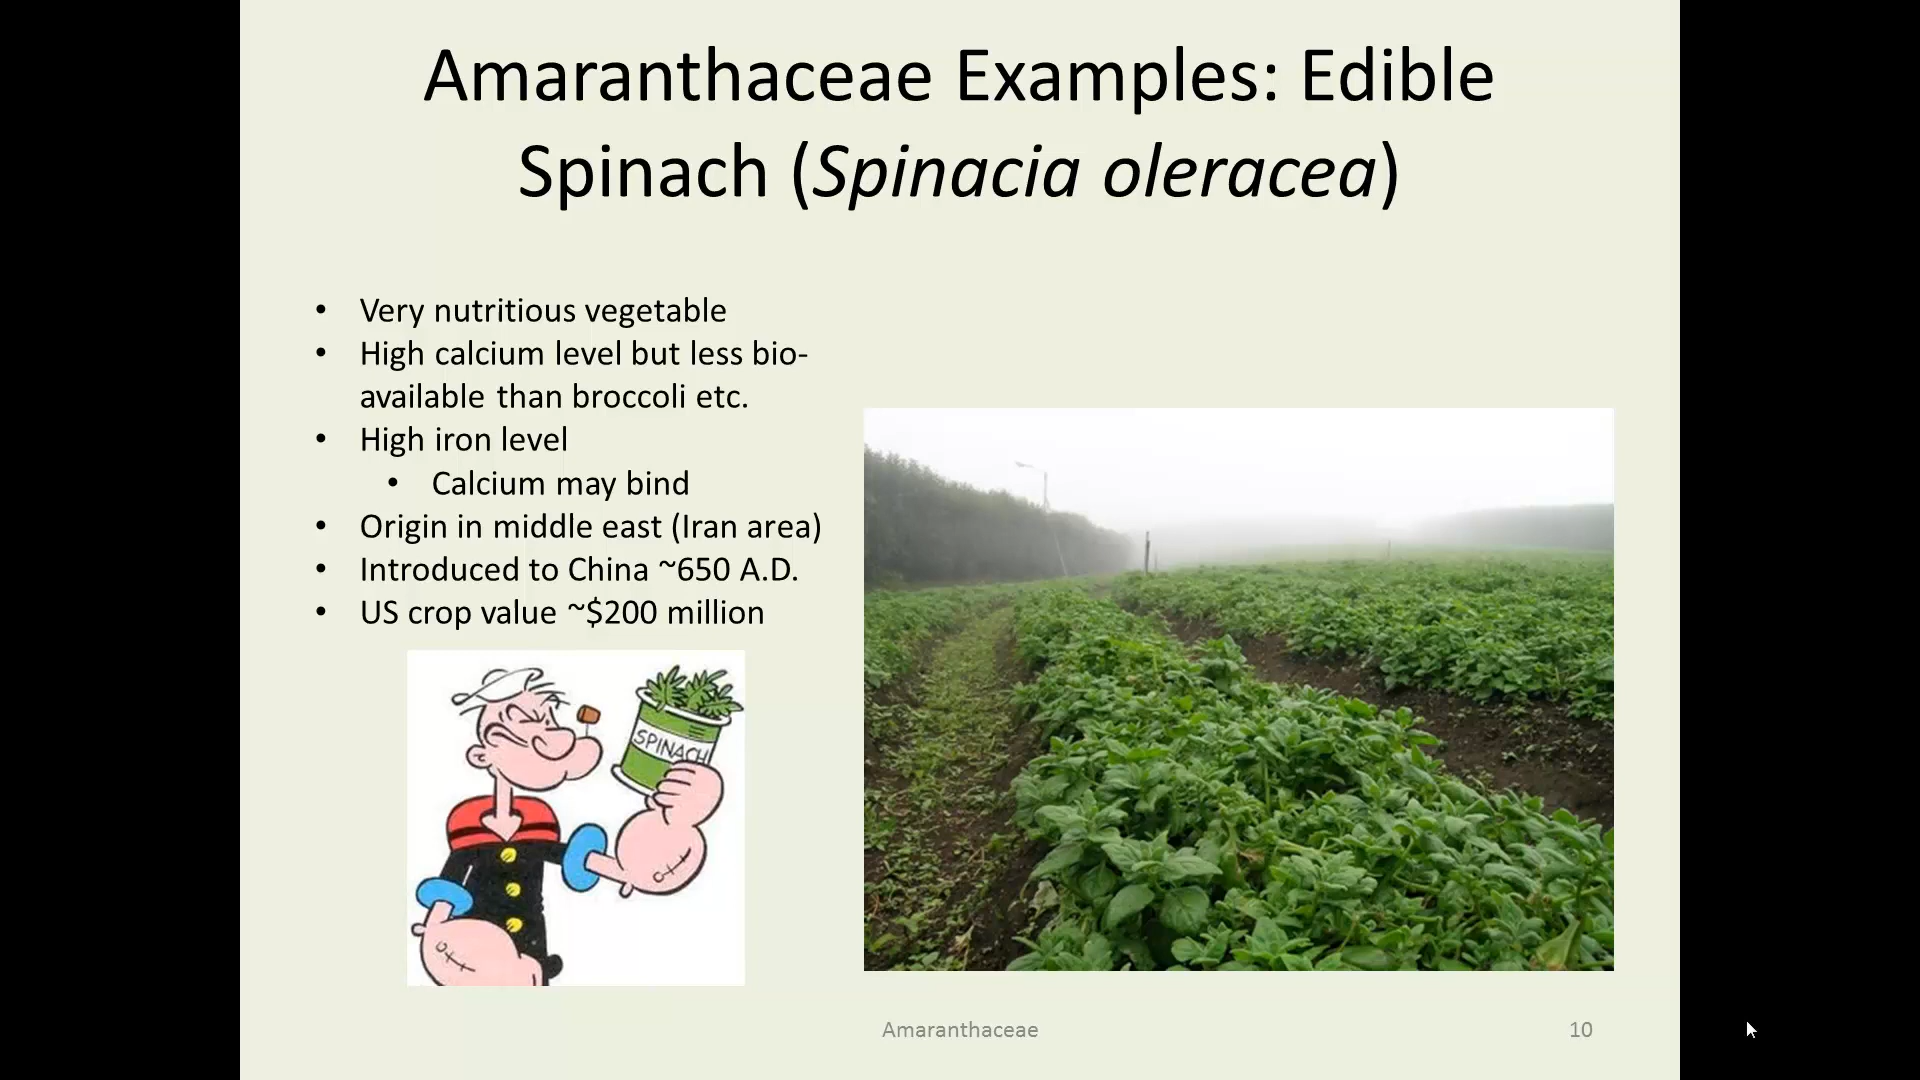 Amaranthaceae Examples: Edible
Spinach (Spinacia oleracea)
• Very nutritious vegetable
• High calcium level but less bio-
available than broccoli etc.
• High iron level
• Calcium may bind
• Origin in middle east (Iran area)
• Introduced to China ~650 A.D.
• US crop value ~$200 million
SPINACH
Amaranthaceae
10